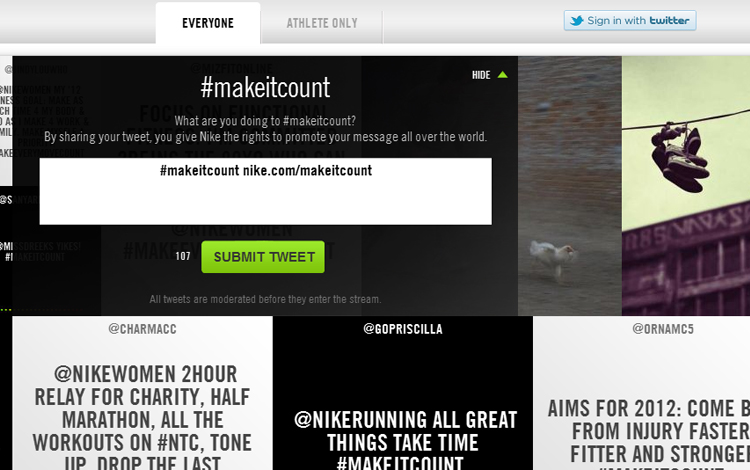 EVERYONE
ATHLETE ONLY
Sign in with twitter
HIDE
#makeitcount
What are you doing to #makeitcount?
By sharing your tweet, you give Nike the rights to promote your message all over the world.
#makeitcount nike.com/makeitcount
107
SUBMIT TWEET
All tweets are moderated before they enter the stream.
@CHARMACC
@NIKEWOMEN 2HOUR
RELAY FOR CHARITY, HALF
MARATHON, ALL THE
WORKOUTS ON #NTC, TONE
UP, DROP THE LAST
@GOPRISCILLA
@NIKERUNNING ALL GREAT
THINGS TAKE TIME
#MAKEITCOUNT
@ORNAMC5
AIMS FOR 2012: COME B
FROM INJURY FASTER
FITTER AND STRONGE
#MAKEITCOUNT